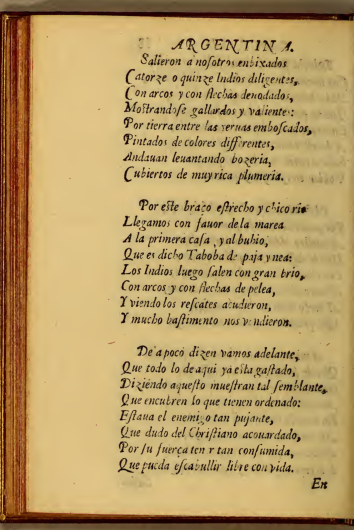 ARGENTINA.
Salieron a nosotros enbixados
Catorze o quinze Indios diligentes,
Con arcos y con flechas denodados,
Mostrandose gallardos y valientes:
Por tierra entre las yeruas emboscados,
Pintados de colores differentes,
Andauan leuantando bozeria,
Cubiertos de muy rica plumeria.
Por este braço estrecho y chico rio
Llegamos con fauor de la marea
A la primera casa, y al buhio,
Que es dicho Taboba de paja y nea:
Los Indios luego salen con gran brio,
Con arcos y con flechas de pelea,
Y viendo los rescates acudieron,
Y mucho bastimento nos vendieron.
De apoco dizen vamos adelante,
Que todo lo de aqui ya esta gastado,
Diziendo aquesto muestran tal semblante,
Que encubren lo que tienen ordenado:
Estaua el enemigo tan pujante,
Que dudo del Christiano acouardado,
Por su fuerça ten r tan consumida,
Que pueda escabullir libre con vida.
En